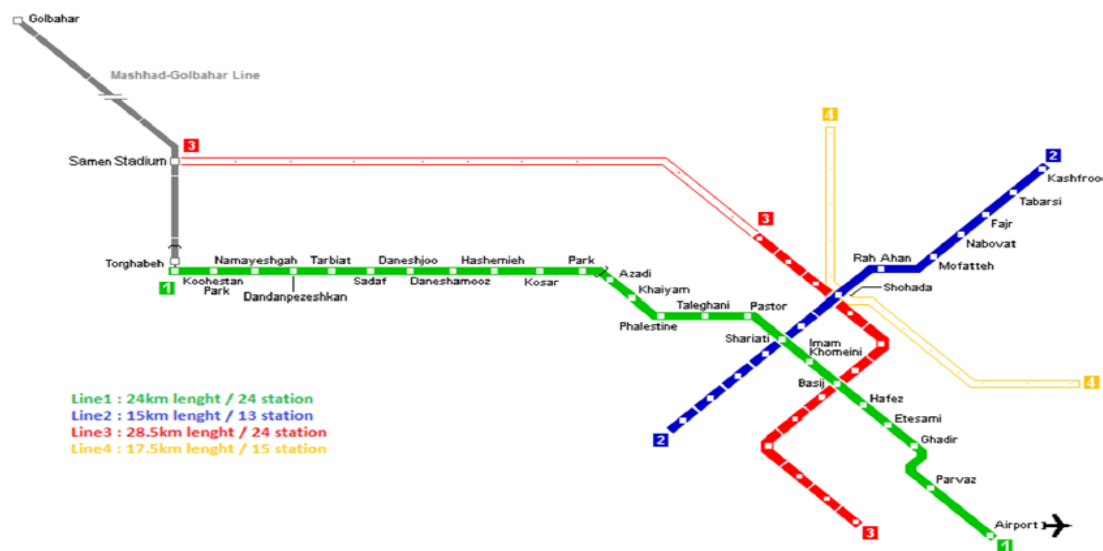 Golbahar
Mashhad-Golbahar Line
4
3
2
Samen Stadium
Kashfrood
Tabarsi
3
Fajr
Nabovat
Torghabeh
Namayeshgah
Tarbiat
Daneshjoo
Hashemieh
Park
Azadi
Rah Ahan
Mofatteh
1
Koohestan
Park
Dandanpezeshkan
Sadaf
Daneshamooz
Kosar
Khaiyam
Shohada
Phalestine
Taleghani
Pastor
Shariati
Imam
Khomeini
Basij
4
Line1 : 24km lenght / 24 station
Line2 : 15km lenght / 13 station
Line3 : 28.5km lenght / 24 station
Line4 : 17.5km lenght / 15 station
Hafez
Etesami
2
Ghadir
Parvaz
Airport
3
1